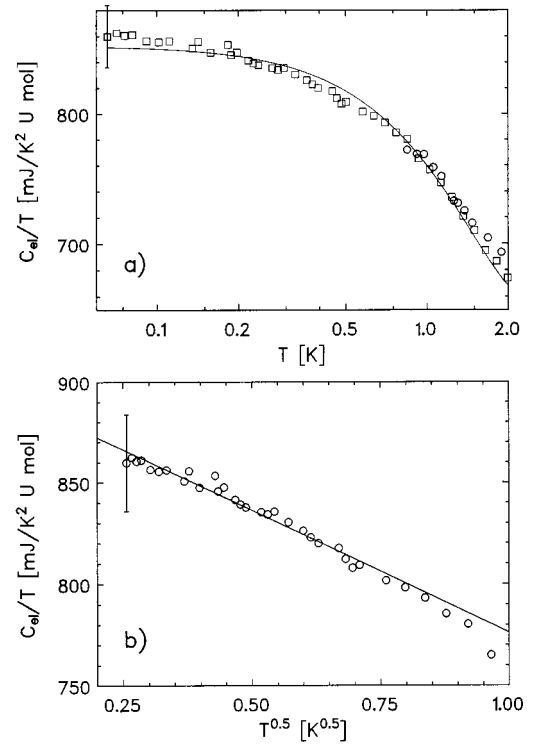 800
700
C_el/T [mJ/K² U mol]
a)
0.1 0.2 0.5 1.0 2.0
T [K]
900
850
800
750
C_el/T [mJ/K² U mol]
b)
0.25 0.50 0.75 1.00
T^0.5 [K^0.5]